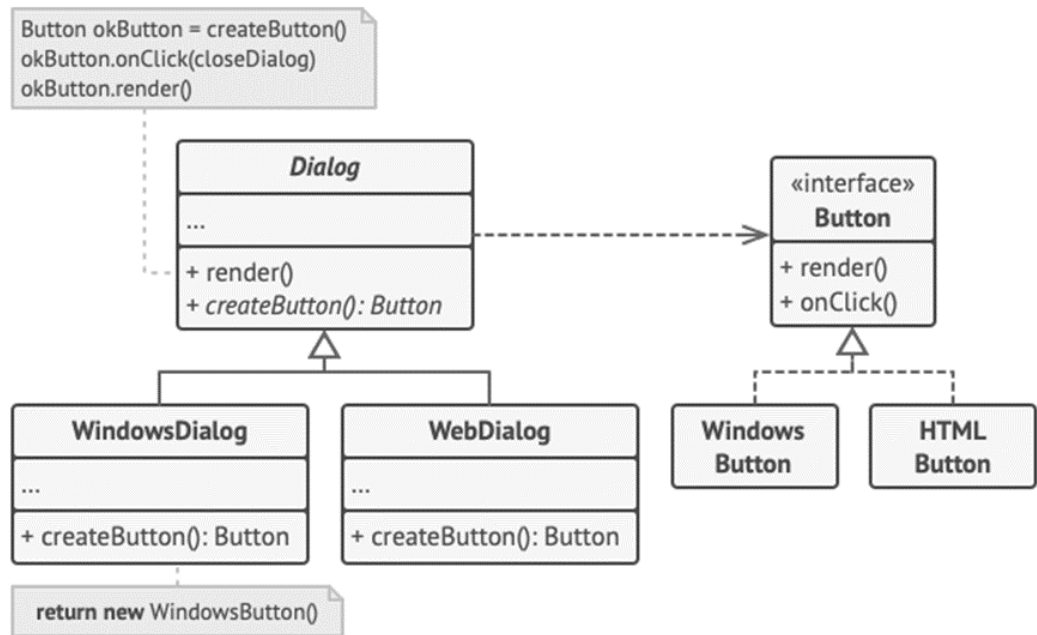 Button okButton = createButton()
okButton.onClick(closeDialog)
okButton.render()
Dialog
...
+ render()
+ createButton(): Button
«interface»
Button
+ render()
+ onClick()
WindowsDialog
...
+ createButton(): Button
WebDialog
...
+ createButton(): Button
Windows
Button
HTML
Button
return new WindowsButton()